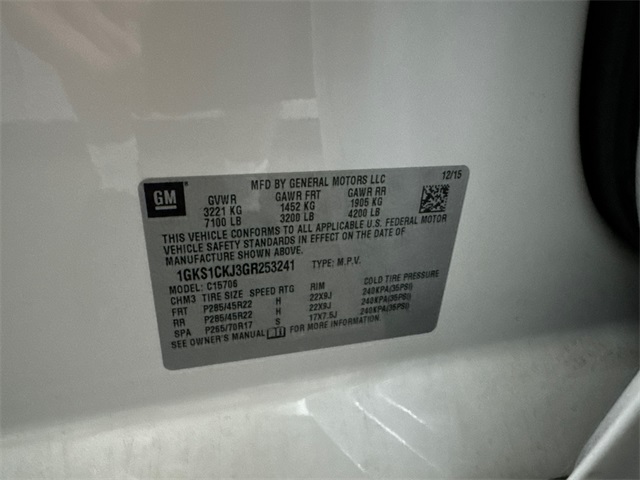 GM
MFD BY GENERAL MOTORS LLC 12/15
GVWR GAWR FRT GAWR RR
3221 KG 1452 KG 1905 KG
7100 LB 3200 LB 4200 LB
THIS VEHICLE CONFORMS TO ALL APPLICABLE U.S. FEDERAL MOTOR
VEHICLE SAFETY STANDARDS IN EFFECT ON THE DATE OF
MANUFACTURE SHOWN ABOVE.
1GKS1CKJ3GR253241 TYPE: M.P.V.
MODEL: C15706
CHM3 TIRE SIZE SPEED RTG RIM COLD TIRE PRESSURE
FRT P285/45R22 H 22X9J 240KPA(35PSI)
RR P285/45R22 H 22X9J 240KPA(35PSI)
SPA P265/70R17 S 17X7.5J 240KPA(35PSI)
SEE OWNER'S MANUAL FOR MORE INFORMATION